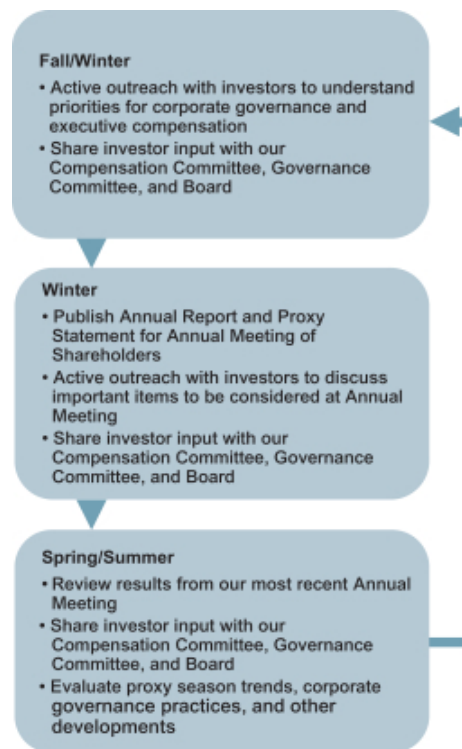 Fall/Winter
• Active outreach with investors to understand
priorities for corporate governance and
executive compensation
• Share investor input with our
Compensation Committee, Governance
Committee, and Board
Winter
• Publish Annual Report and Proxy
Statement for Annual Meeting of
Shareholders
• Active outreach with investors to discuss
important items to be considered at Annual
Meeting
• Share investor input with our
Compensation Committee, Governance
Committee, and Board
Spring/Summer
• Review results from our most recent Annual
Meeting
• Share investor input with our
Compensation Committee, Governance
Committee, and Board
• Evaluate proxy season trends, corporate
governance practices, and other
developments